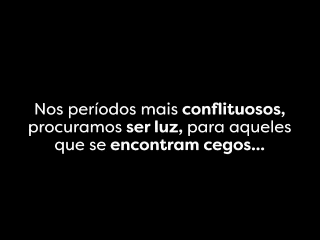 Nos períodos mais conflituosos,
procuramos ser luz, para aqueles
que se encontram cegos...